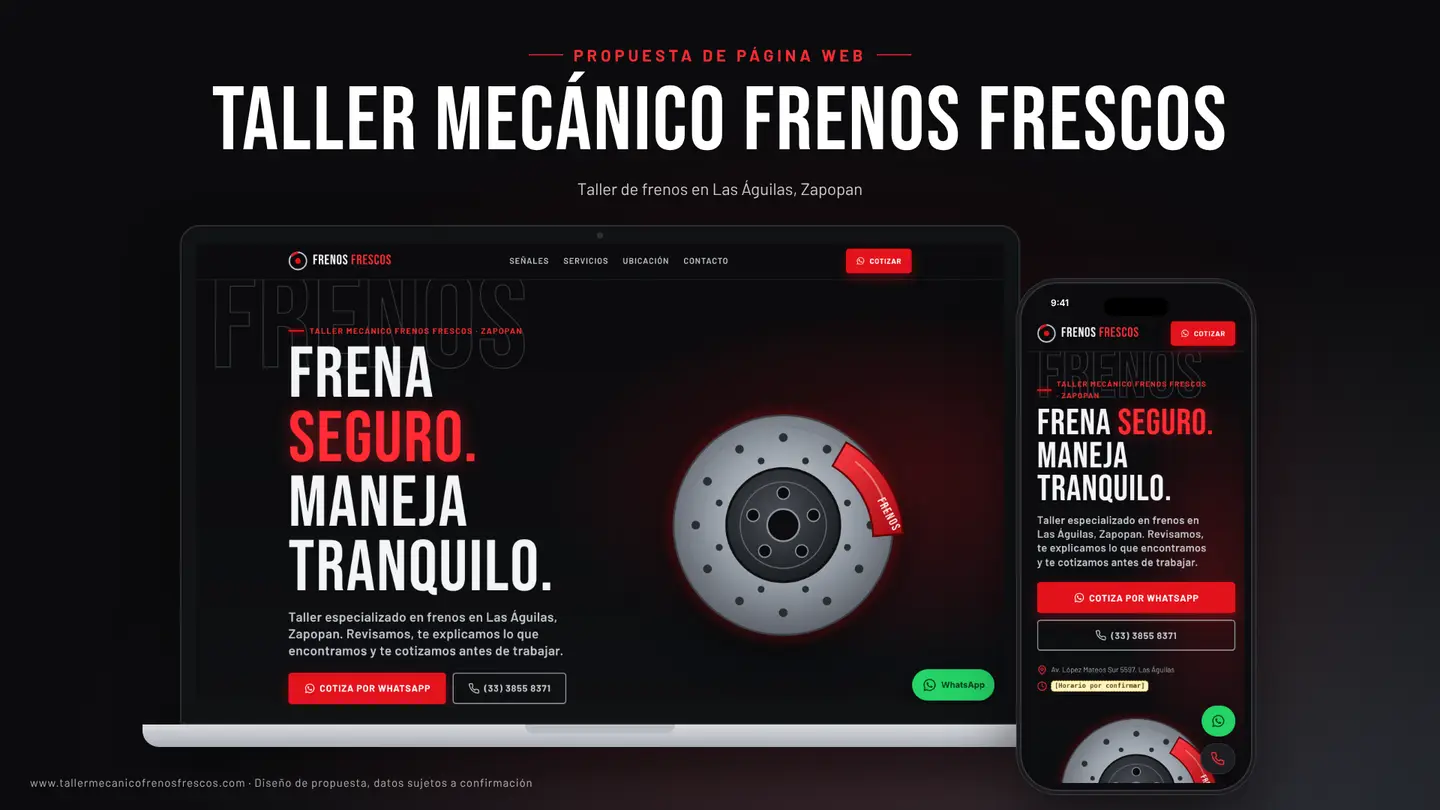 PROPUESTA DE PÁGINA WEB
TALLER MECÁNICO FRENOS FRESCOS
Taller de frenos en Las Águilas, Zapopan
FRENOS FRESCOS
SEÑALES
SERVICIOS
UBICACIÓN
CONTACTO
COTIZAR
FRENOS
TALLER MECÁNICO FRENOS FRESCOS · ZAPOPAN
FRENA
SEGURO.
MANEJA
TRANQUILO.
Taller especializado en frenos en Las Águilas,
Zapopan. Revisamos, te explicamos lo que
encontramos y te cotizamos antes de trabajar.
COTIZA POR WHATSAPP
(33) 3855 8371
FRENOS
WhatsApp
9:41
FRENOS FRESCOS
COTIZAR
FRENOS
TALLER MECÁNICO FRENOS FRESCOS
· ZAPOPAN
FRENA SEGURO.
MANEJA
TRANQUILO.
Taller especializado en frenos en
Las Águilas, Zapopan. Revisamos,
te explicamos lo que encontramos
y te cotizamos antes de trabajar.
COTIZA POR WHATSAPP
(33) 3855 8371
Av. López Mateos Sur 5597, Las Águilas
[Horario por confirmar]
www.tallermecanicofrenosfrescos.com · Diseño de propuesta, datos sujetos a confirmación